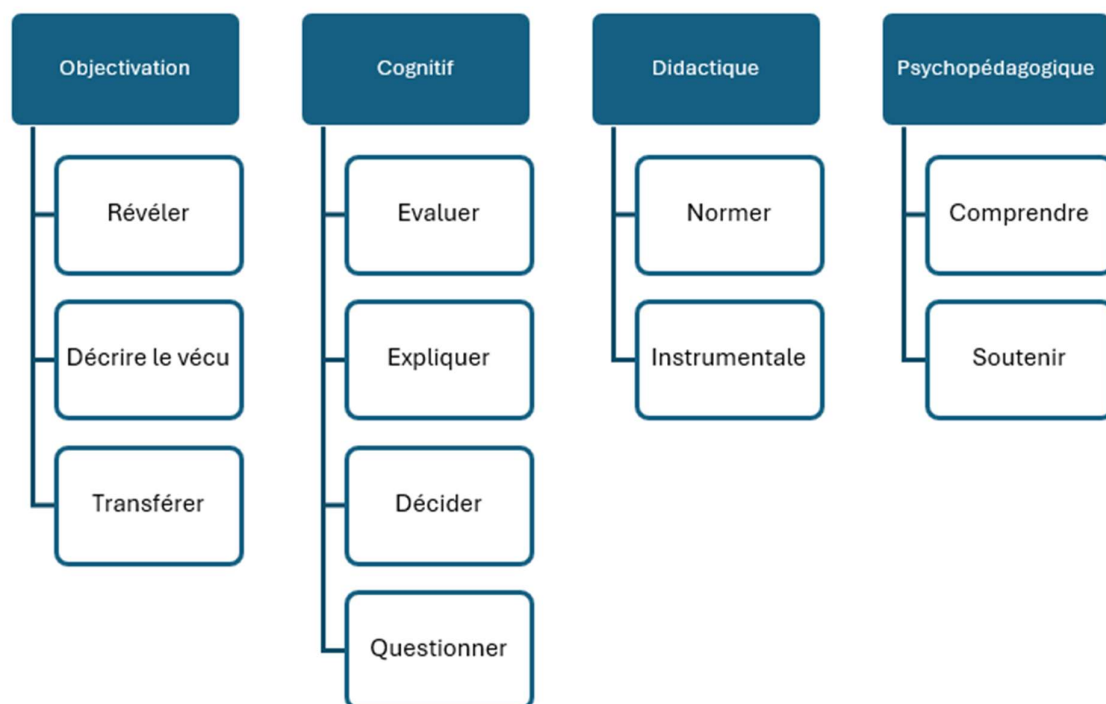 Objectivation
Révéler
Décrire le vécu
Transférer
Cognitif
Evaluer
Expliquer
Décider
Questionner
Didactique
Normer
Instrumentale
Psychopédagogique
Comprendre
Soutenir